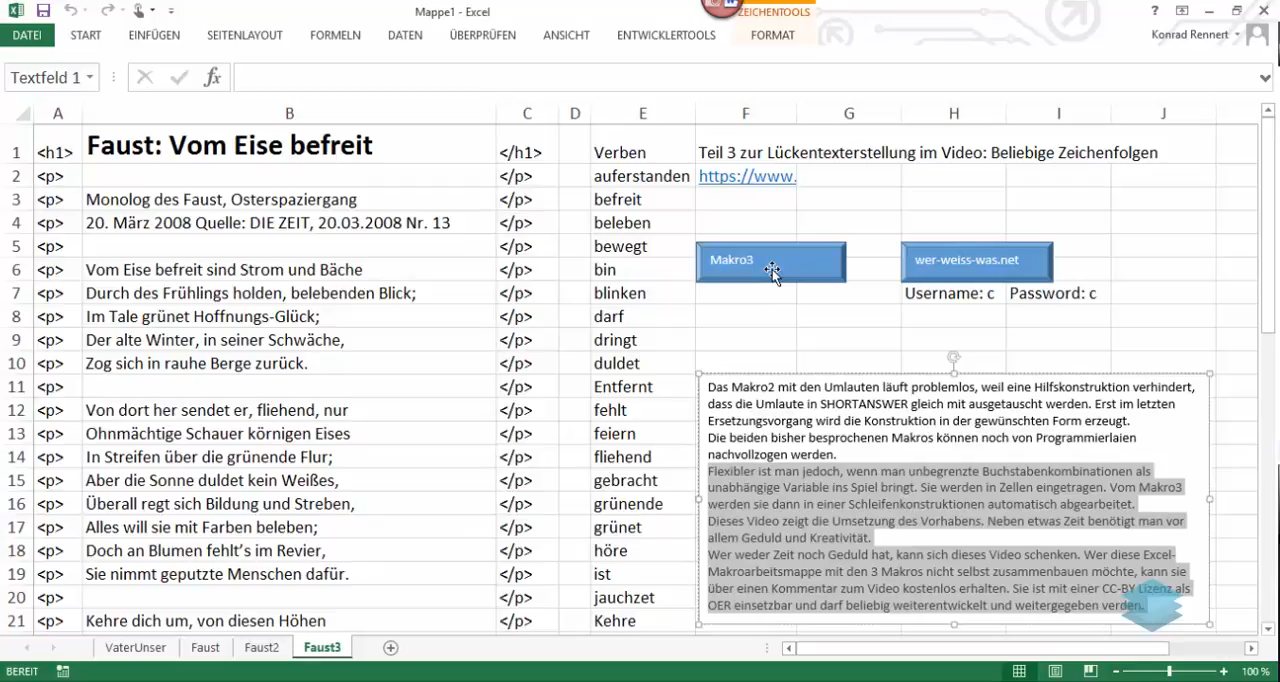 Mappe1 - Excel
ZEICHENTOOLS
?
DATEI START EINFÜGEN SEITENLAYOUT FORMELN DATEN ÜBERPRÜFEN ANSICHT ENTWICKLERTOOLS FORMAT Konrad Rennert
Textfeld 1 fx
A B C D E F G H I J
1 <h1> Faust: Vom Eise befreit </h1> Verben Teil 3 zur Lückentexterstellung im Video: Beliebige Zeichenfolgen
2 <p> </p> auferstanden https://www.
3 <p> Monolog des Faust, Osterspaziergang </p> befreit
4 <p> 20. März 2008 Quelle: DIE ZEIT, 20.03.2008 Nr. 13 </p> beleben
5 <p> </p> bewegt
6 <p> Vom Eise befreit sind Strom und Bäche </p> bin Makro3 wer-weiss-was.net
7 <p> Durch des Frühlings holden, belebenden Blick; </p> blinken Username: c Password: c
8 <p> Im Tale grünet Hoffnungs-Glück; </p> darf
9 <p> Der alte Winter, in seiner Schwäche, </p> dringt
10 <p> Zog sich in rauhe Berge zurück. </p> duldet
11 <p> </p> Entfernt
12 <p> Von dort her sendet er, fliehend, nur </p> fehlt
13 <p> Ohnmächtige Schauer körnigen Eises </p> feiern
14 <p> In Streifen über die grünende Flur; </p> fliehend
15 <p> Aber die Sonne duldet kein Weißes, </p> gebracht
16 <p> Überall regt sich Bildung und Streben, </p> grünende
17 <p> Alles will sie mit Farben beleben; </p> grünet
18 <p> Doch an Blumen fehlt's im Revier, </p> höre
19 <p> Sie nimmt geputzte Menschen dafür. </p> ist
20 <p> </p> jauchzet
21 <p> Kehre dich um, von diesen Höhen </p> Kehre
Das Makro2 mit den Umlauten läuft problemlos, weil eine Hilfskonstruktion verhindert,
dass die Umlaute in SHORTANSWER gleich mit ausgetauscht werden. Erst im letzten
Ersetzungsvorgang wird die Konstruktion in der gewünschten Form erzeugt.
Die beiden bisher besprochenen Makros können noch von Programmierlaien
nachvollzogen werden.
Flexibler ist man jedoch, wenn man unbegrenzte Buchstabenkombinationen als
unabhängige Variable ins Spiel bringt. Sie werden in Zellen eingetragen. Vom Makro3
werden sie dann in einer Schleifenkonstruktionen automatisch abgearbeitet.
Dieses Video zeigt die Umsetzung des Vorhabens. Neben etwas Zeit benötigt man vor
allem Geduld und Kreativität.
Wer weder Zeit noch Geduld hat, kann sich dieses Video schenken. Wer diese Excel-
Makroarbeitsmappe mit den 3 Makros nicht selbst zusammenbauen möchte, kann sie
über einen Kommentar zum Video kostenlos erhalten. Sie ist mit einer CC-BY Lizenz als
OER einsetzbar und darf beliebig weiterentwickelt und weitergegeben werden.
VaterUnser Faust Faust2 Faust3
BEREIT 100 %